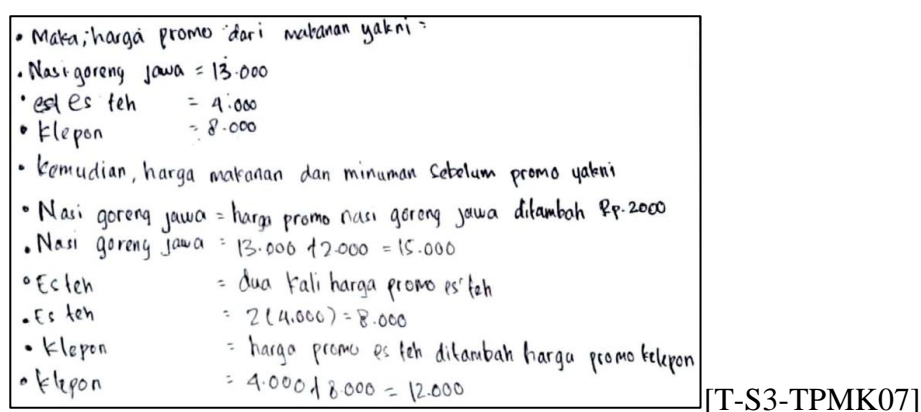 • Maka, harga promo dari makanan yakni =
• Nasi goreng jawa = 13.000
• es teh = 4.000
• klepon = 8.000
• kemudian, harga makanan dan minuman sebelum promo yakni
• Nasi goreng jawa = harga promo nasi goreng jawa ditambah Rp.2000
• Nasi goreng jawa = 13.000 + 2.000 = 15.000
• Es teh = dua kali harga promo es teh
• Es teh = 2(4.000) = 8.000
• klepon = harga promo es teh ditambah harga promo kelepon
• klepon = 4.000 + 8.000 = 12.000
[T-S3-TPMK07]